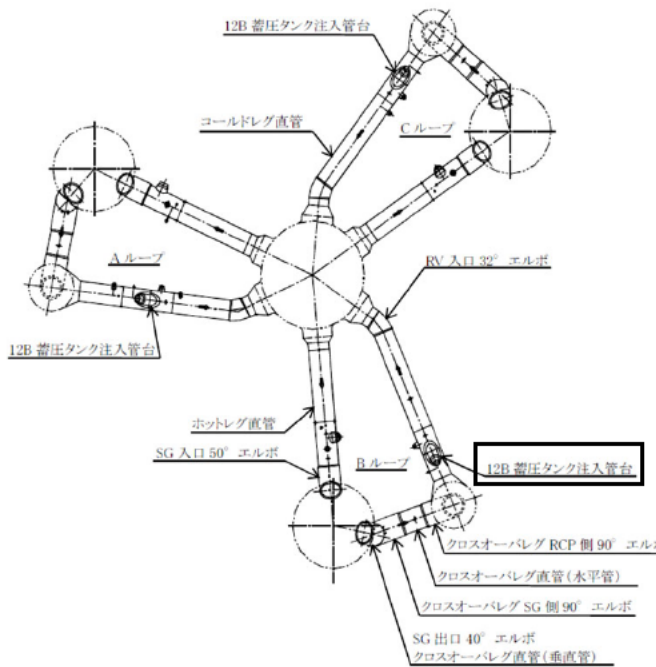 12B 蓄圧タンク注入管台
コールドレグ直管
Cループ
Aループ
RV 入口 32° エルボ
12B 蓄圧タンク注入管台
ホットレグ直管
SG 入口 50° エルボ
Bループ
12B 蓄圧タンク注入管台
クロスオーバレグ RCP 側 90° エルボ
クロスオーバレグ直管(水平管)
クロスオーバレグ SG 側 90° エルボ
SG 出口 40° エルボ
クロスオーバレグ直管(垂直管)